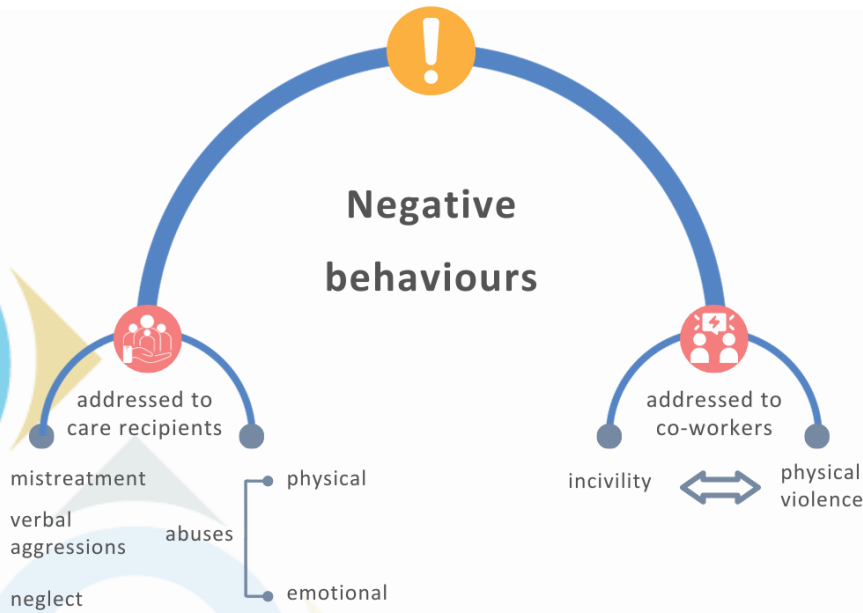 Negative
behaviours
addressed to
care recipients
mistreatment
verbal
aggressions
neglect
abuses
physical
emotional
addressed to
co-workers
incivility
physical
violence